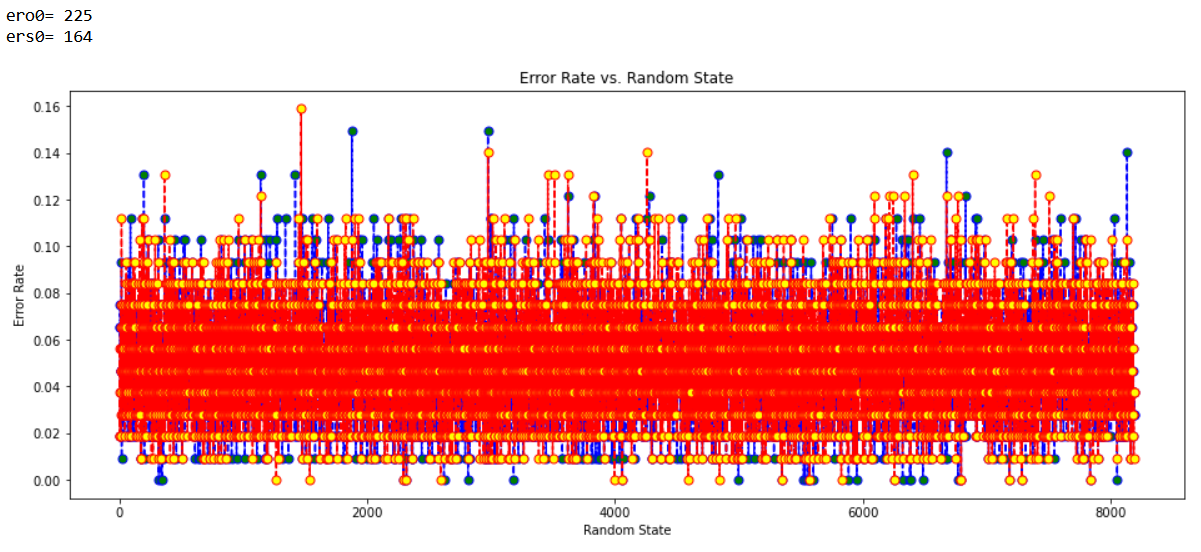 ero0= 225
ers0= 164
Error Rate vs. Random State
0.16
0.14
0.12
0.10
0.08
0.06
0.04
0.02
0.00
Error Rate
0 2000 4000 6000 8000
Random State